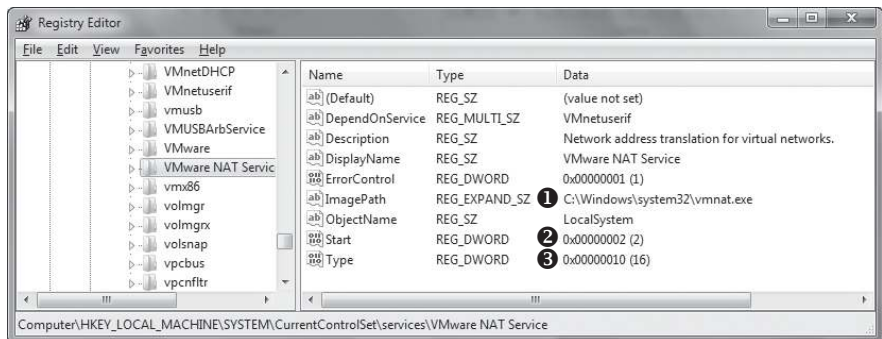 Registry Editor
File Edit View Favorites Help
VMnetDHCP
VMnetuserif
vmusb
VMUSBArbService
VMware
VMware NAT Servic
vmx86
volmgr
volmgrx
volsnap
vpcbus
vpcnfltr
Name Type Data
(Default) REG_SZ (value not set)
DependOnService REG_MULTI_SZ VMnetuserif
Description REG_SZ Network address translation for virtual networks.
DisplayName REG_SZ VMware NAT Service
ErrorControl REG_DWORD 0x00000001 (1)
ImagePath REG_EXPAND_SZ ❶ C:\Windows\system32\vmnat.exe
ObjectName REG_SZ LocalSystem
Start REG_DWORD ❷ 0x00000002 (2)
Type REG_DWORD ❸ 0x00000010 (16)
Computer\HKEY_LOCAL_MACHINE\SYSTEM\CurrentControlSet\services\VMware NAT Service